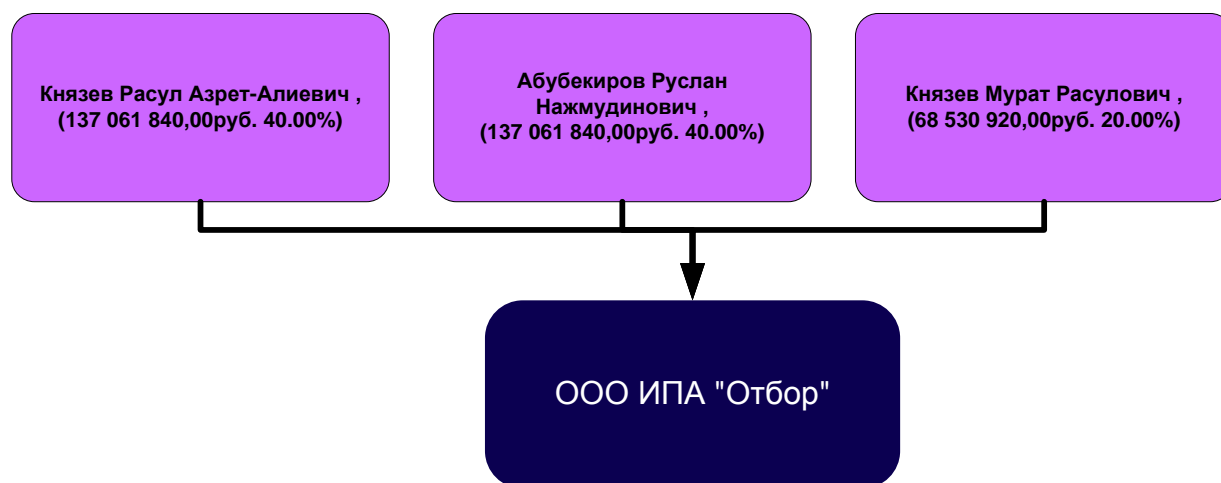 Князев Расул Азрет-Алиевич ,
(137 061 840,00руб. 40.00%)
Абубекиров Руслан
Нажмудинович ,
(137 061 840,00руб. 40.00%)
Князев Мурат Расулович ,
(68 530 920,00руб. 20.00%)
ООО ИПА "Отбор"